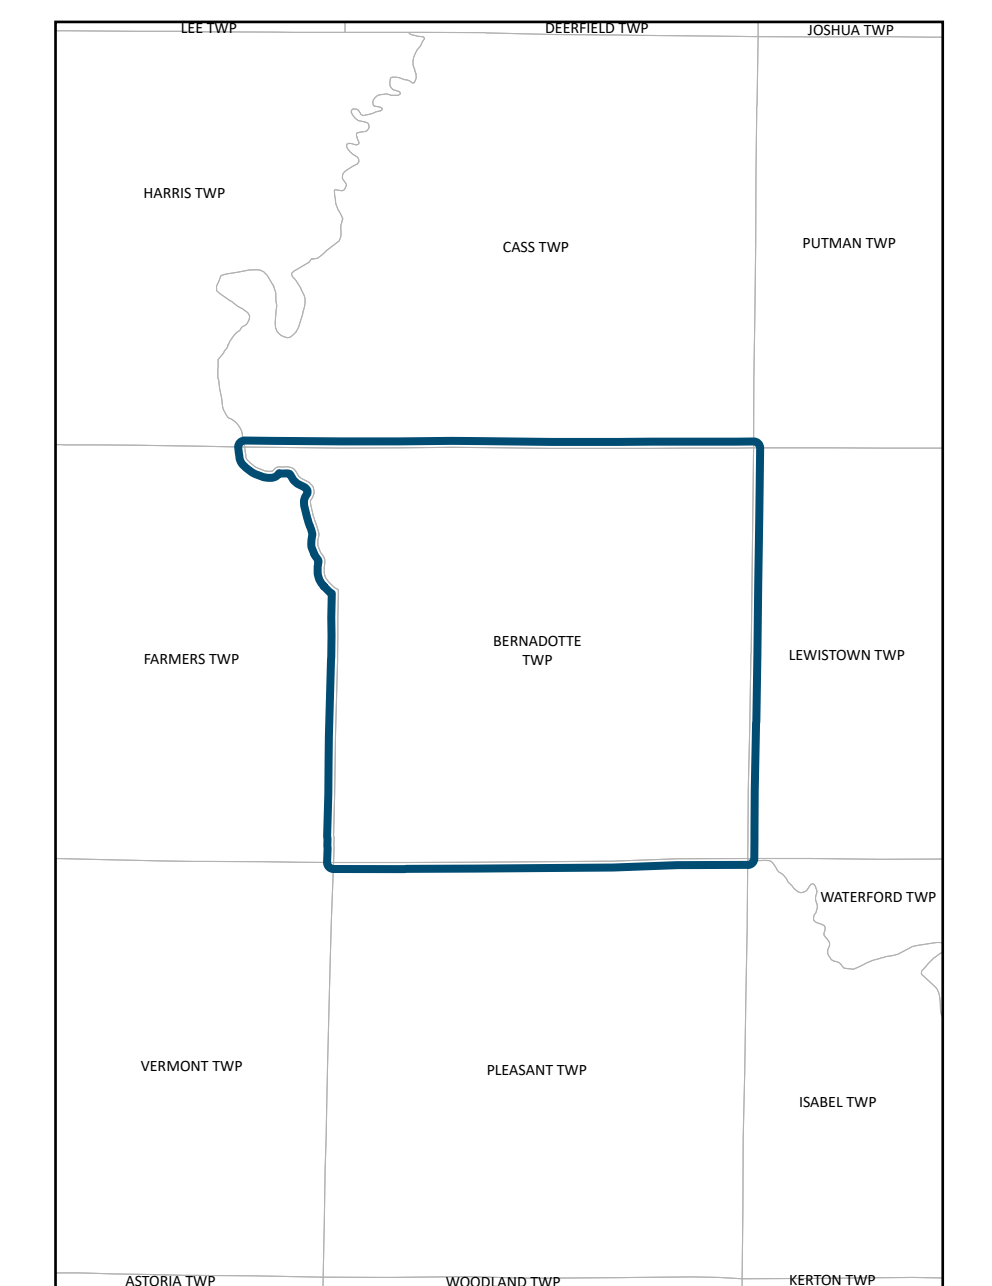 LEE TWP
DEERFIELD TWP
JOSHUA TWP
HARRIS TWP
CASS TWP
PUTMAN TWP
FARMERS TWP
BERNADOTTE
TWP
LEWISTOWN TWP
WATERFORD TWP
VERMONT TWP
PLEASANT TWP
ISABEL TWP
ASTORIA TWP
WOODLAND TWP
KERTON TWP